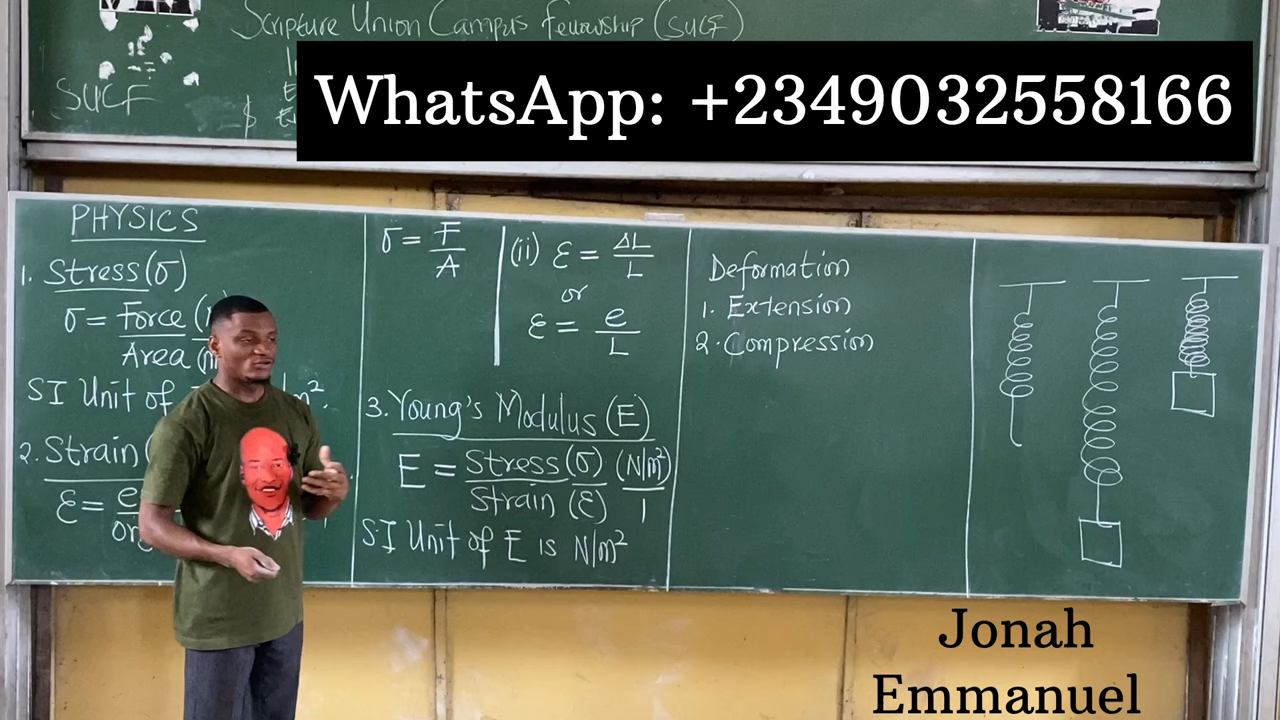 Scripture Union Campus Fellowship (SUCF)
SUCF
$
WhatsApp: +2349032558166
PHYSICS
1. Stress (σ)
σ = Force
Area
SI Unit of
m².
2. Strain
ε = e
σ = F/A
(ii) ε = ΔL/L
or
ε = e/L
3. Young's Modulus (E)
E = Stress (σ) (N/m²)
Strain (ε) 1
SI Unit of E is N/m²
Deformation
1. Extension
2. Compression
Jonah
Emmanuel